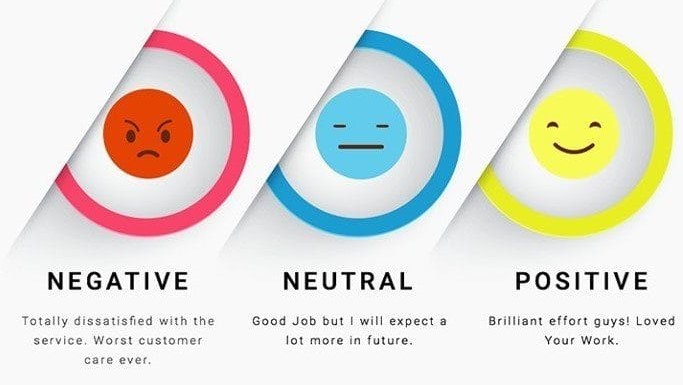 NEGATIVE
Totally dissatisfied with the
service. Worst customer
care ever.
NEUTRAL
Good Job but I will expect a
lot more in future.
POSITIVE
Brilliant effort guys! Loved
Your Work.